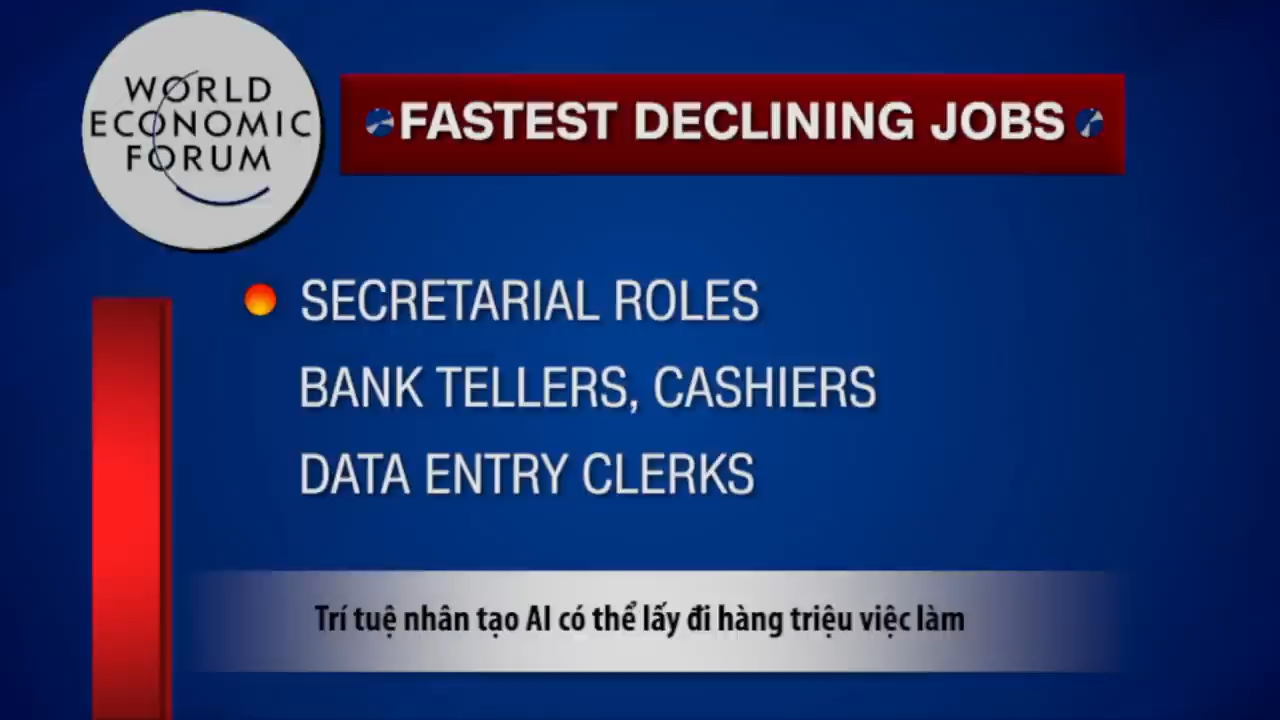 WORLD
ECONOMIC
FORUM
FASTEST DECLINING JOBS
SECRETARIAL ROLES
BANK TELLERS, CASHIERS
DATA ENTRY CLERKS
Trí tuệ nhân tạo AI có thể lấy đi hàng triệu việc làm